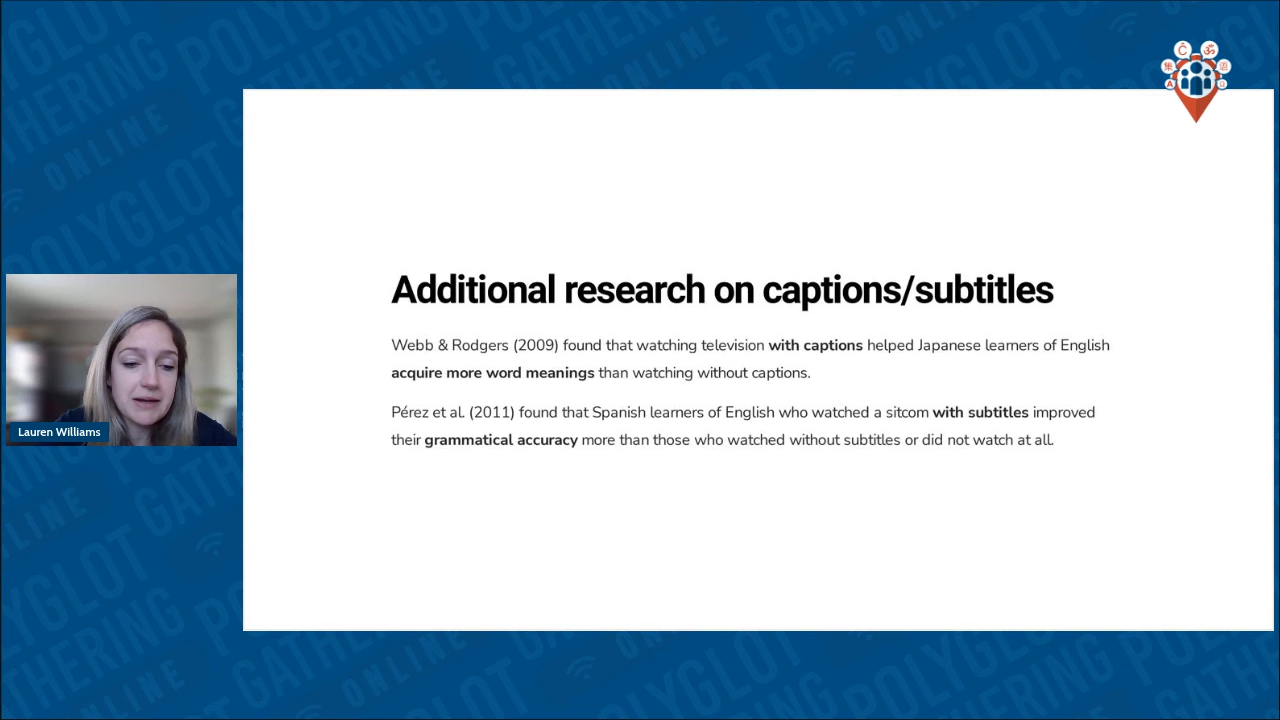 Additional research on captions/subtitles
Webb & Rodgers (2009) found that watching television with captions helped Japanese learners of English
acquire more word meanings than watching without captions.
Pérez et al. (2011) found that Spanish learners of English who watched a sitcom with subtitles improved
their grammatical accuracy more than those who watched without subtitles or did not watch at all.
Lauren Williams
POLYGLOT
GATHERING
ONLINE